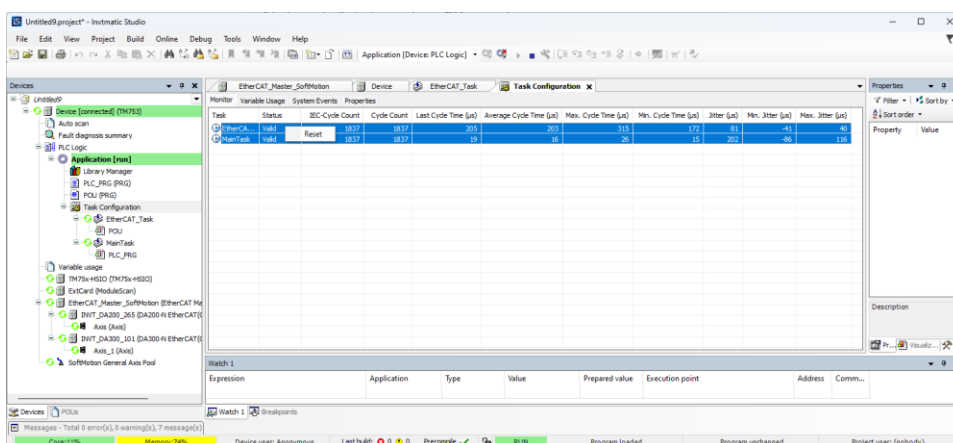 Untitled9.project* - Invtmatic Studio
File Edit View Project Build Online Debug Tools Window Help
Application [Device: PLC Logic]
Devices
Untitled9
Device [connected] (TM753)
Auto scan
Fault diagnosis summary
PLC Logic
Application [run]
Library Manager
PLC_PRG (PRG)
POU (PRG)
Task Configuration
EtherCAT_Task
POU
MainTask
PLC_PRG
Variable usage
TM75x-HSIO (TM75x-HSIO)
ExtCard (ModuleScan)
EtherCAT_Master_SoftMotion (EtherCAT Ma
INVT_DA200_265 (DA200-N EtherCAT(C
Axis (Axis)
INVT_DA300_101 (DA300-N EtherCAT(C
Axis_1 (Axis)
SoftMotion General Axis Pool
Devices POUs
EtherCAT_Master_SoftMotion Device EtherCAT_Task Task Configuration
Monitor Variable Usage System Events Properties
Task Status IEC-Cycle Count Cycle Count Last Cycle Time (µs) Average Cycle Time (µs) Max. Cycle Time (µs) Min. Cycle Time (µs) Jitter (µs) Min. Jitter (µs) Max. Jitter (µs)
EtherCA... Valid 1837 1837 205 203 315 172 81 -41 40
MainTask Valid 1837 1837 19 16 26 15 202 -86 116
Reset
Properties
Filter Sort by
Sort order
Property Value
Description
Pr... Visualiz...
Watch 1
Expression Application Type Value Prepared value Execution point Address Comm...
Watch 1 Breakpoints
Messages - Total 0 error(s), 0 warning(s), 7 message(s)
Core:11% Memory:74% Device user: Anonymous Last build: 0 0 Precompile RUN Program loaded Program unchanged Project user: (nobody)